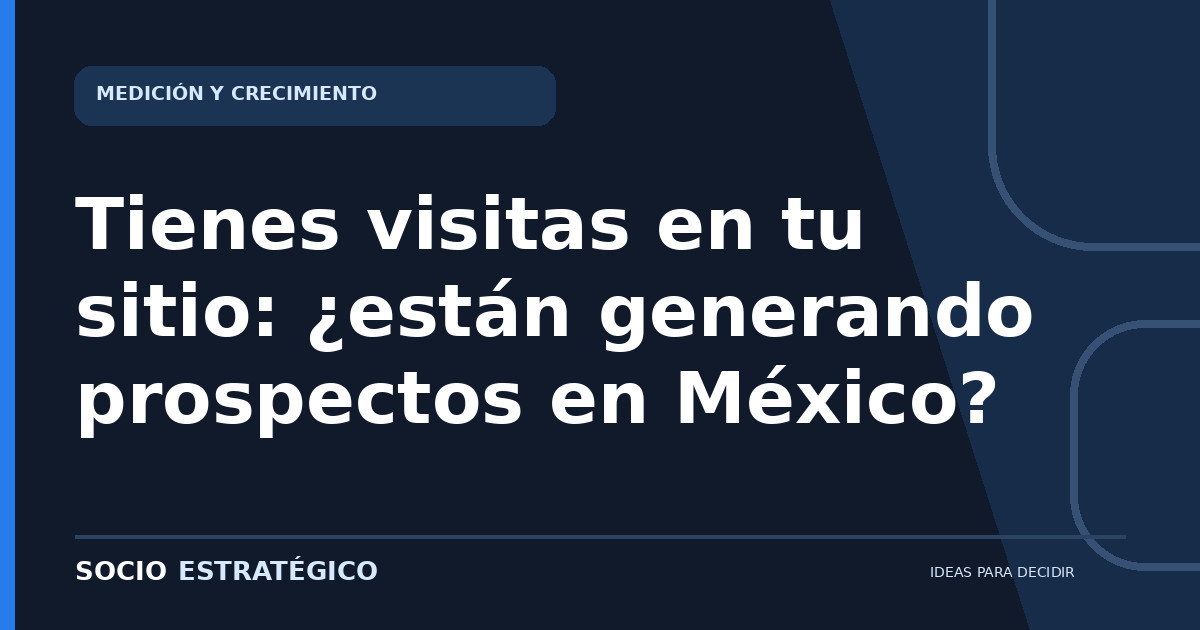 MEDICIÓN Y CRECIMIENTO
Tienes visitas en tu
sitio: ¿están generando
prospectos en México?
SOCIO ESTRATÉGICO
IDEAS PARA DECIDIR